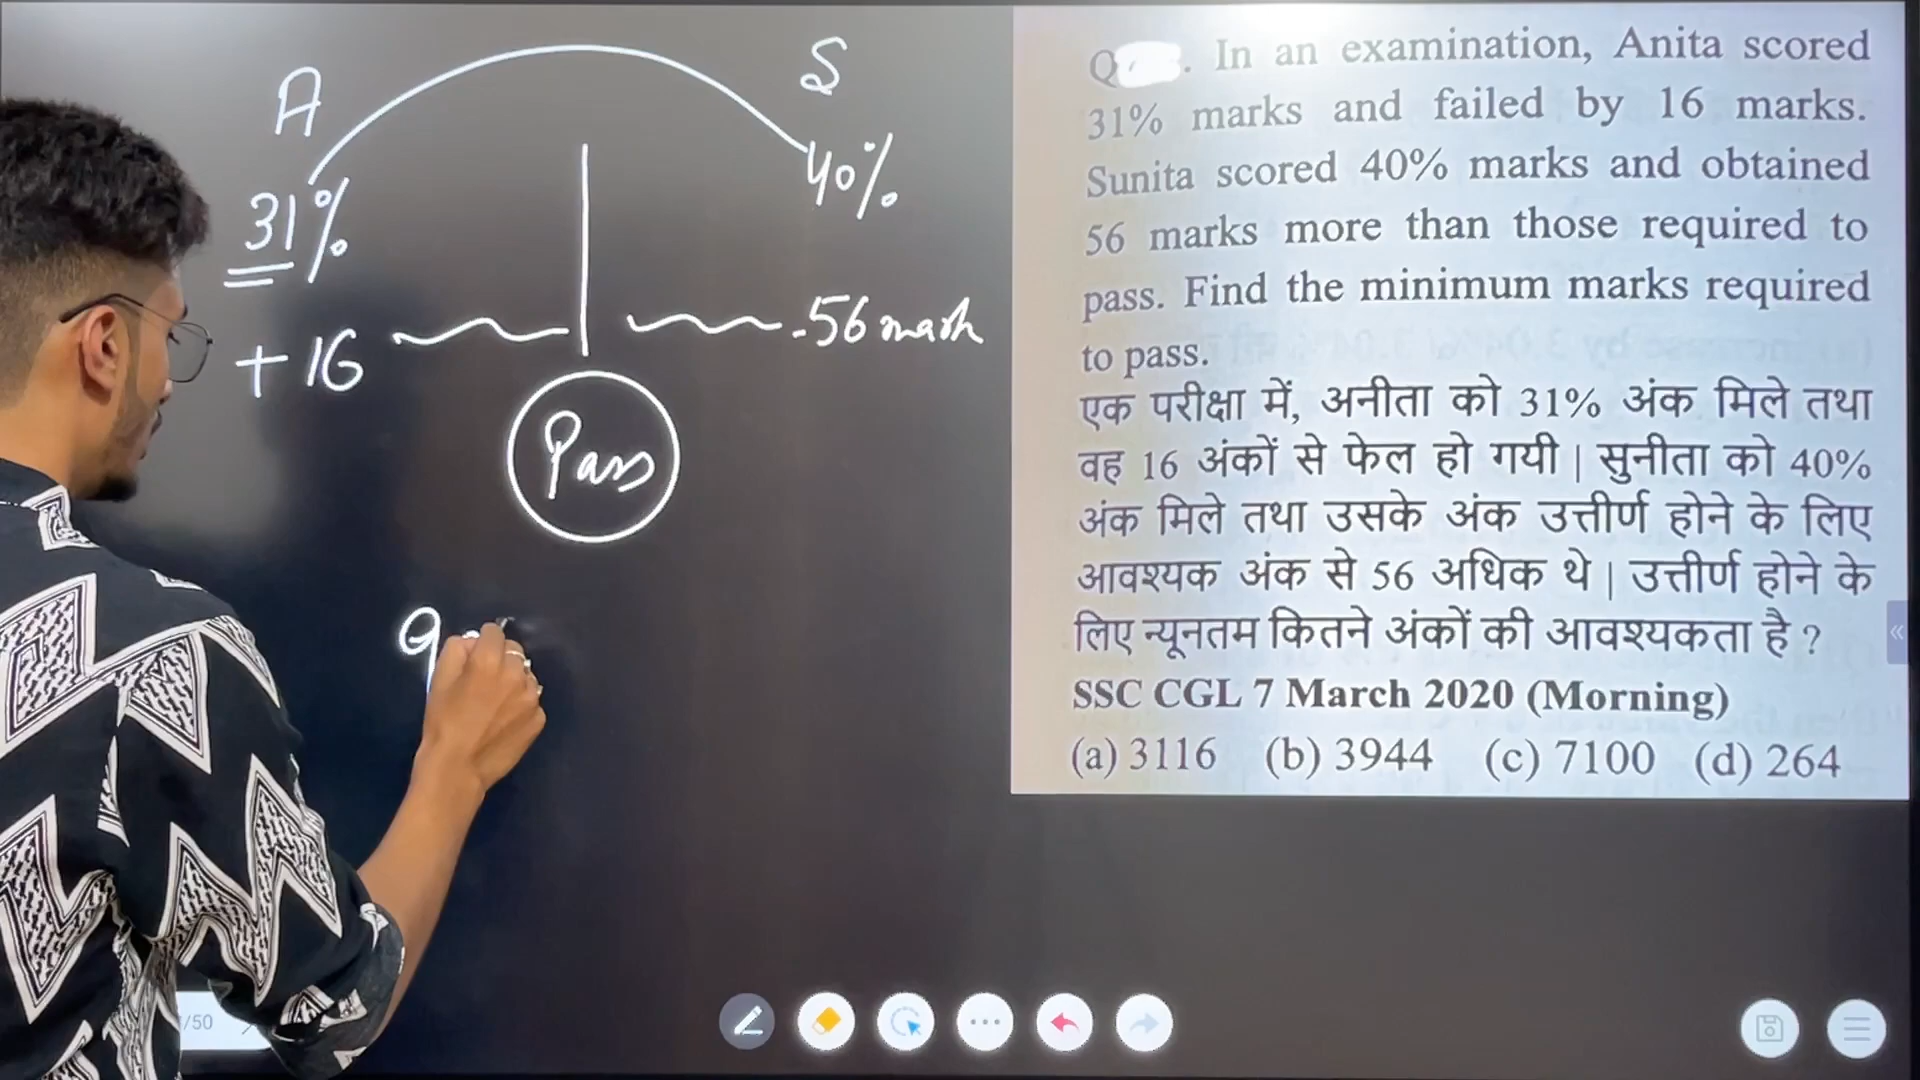 A
S
31%
40%
+ 16
-56 mark
Pass
9
Q . In an examination, Anita scored
31% marks and failed by 16 marks.
Sunita scored 40% marks and obtained
56 marks more than those required to
pass. Find the minimum marks required
to pass.
एक परीक्षा में, अनीता को 31% अंक मिले तथा
वह 16 अंकों से फेल हो गयी | सुनीता को 40%
अंक मिले तथा उसके अंक उत्तीर्ण होने के लिए
आवश्यक अंक से 56 अधिक थे | उत्तीर्ण होने के
लिए न्यूनतम कितने अंकों की आवश्यकता है ?
SSC CGL 7 March 2020 (Morning)
(a) 3116 (b) 3944 (c) 7100 (d) 264
/50